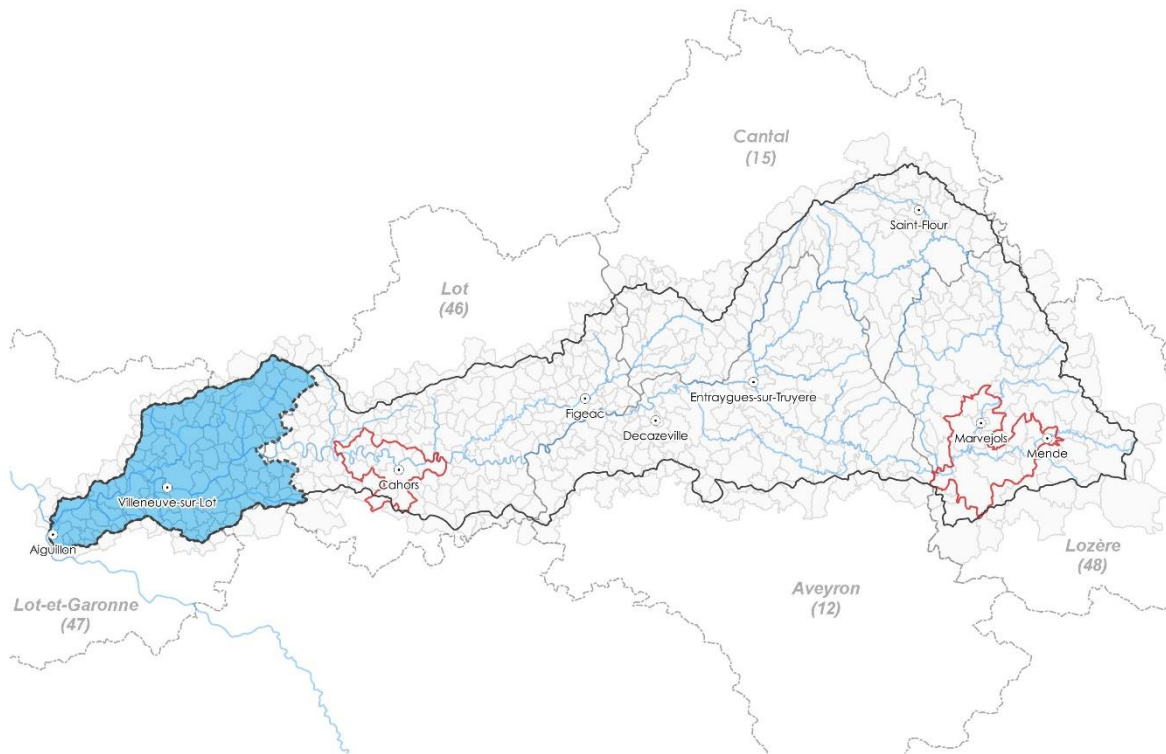 Cantal
(15)
Saint-Flour
Lot
(46)
Entraygues-sur-Truyere
Figeac
Decazeville
Marvejols
Mende
Cahors
Villeneuve-sur-Lot
Aiguillon
Lozère
(48)
Aveyron
(12)
Lot-et-Garonne
(47)